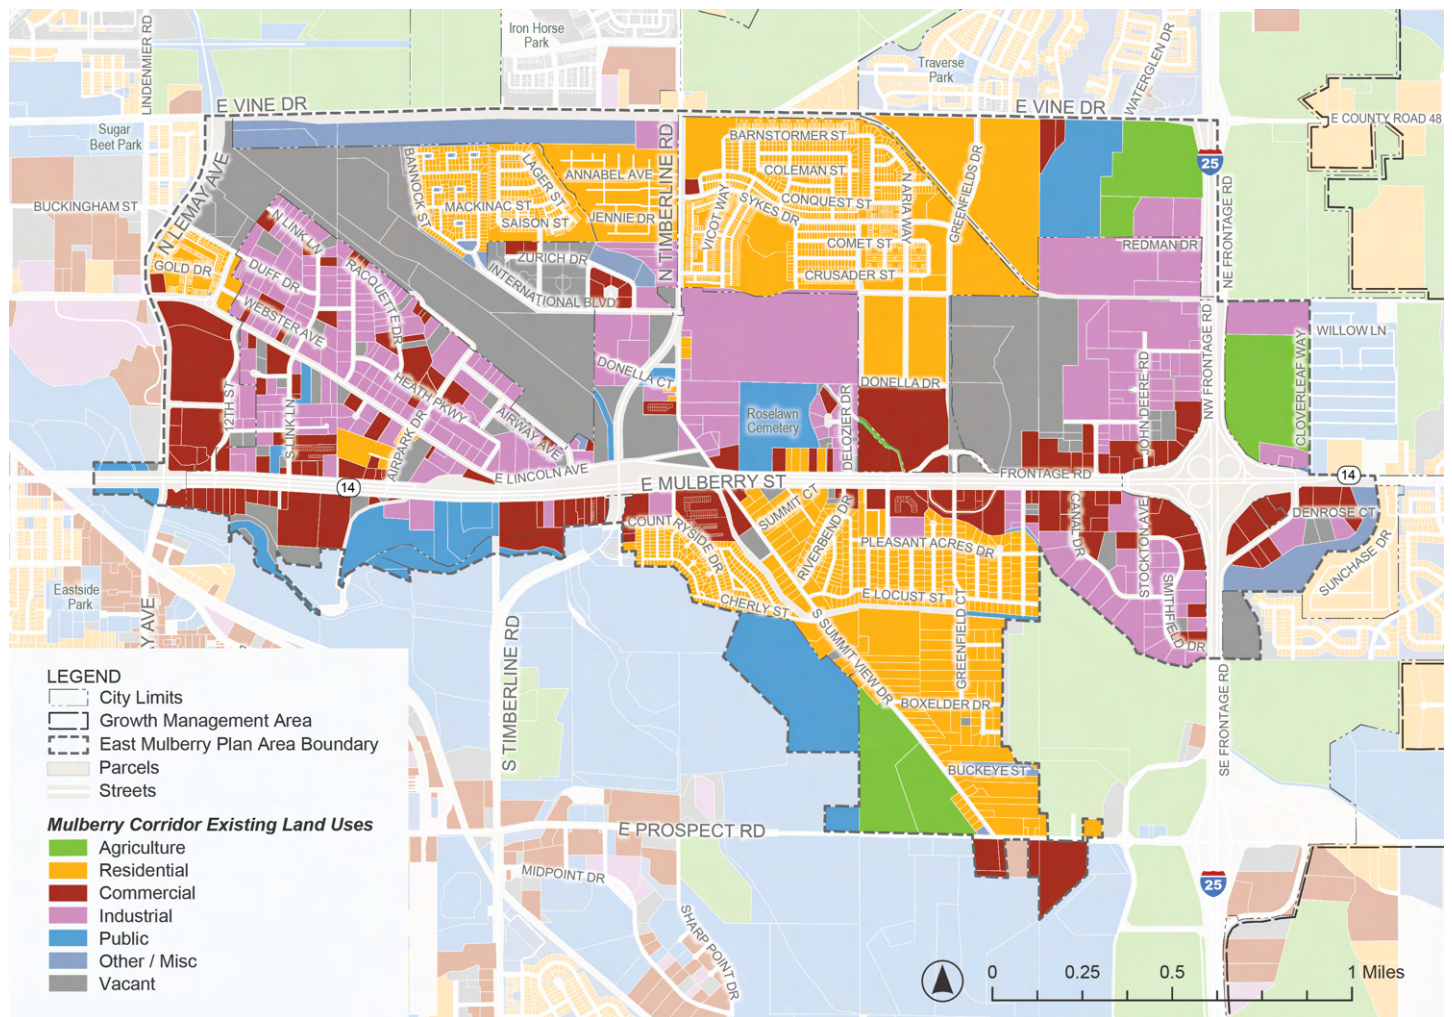 Iron Horse
Park
LINDENMIER RD
Traverse
Park
WATERGLEN DR
E VINE DR
E VINE DR
E COUNTY ROAD 48
Sugar
Beet Park
N LEMAY AVE
BUCKINGHAM ST
BANNOCK ST
LAGER ST
ANNABEL AVE
MACKINAC ST
SAISON ST
JENNIE DR
N TIMBERLINE RD
BARNSTORMER ST
COLEMAN ST
CONQUEST ST
SYKES DR
VICOT WAY
N ARIA WAY
COMET ST
CRUSADER ST
GREENFIELDS DR
25
NE FRONTAGE RD
REDMAN DR
GOLD DR
N LINK LN
DUFF DR
RACQUETTE DR
WEBSTER AVE
ZURICH DR
INTERNATIONAL BLVD
NW FRONTAGE RD
WILLOW LN
CLOVERLEAF WAY
JOHN DEERE RD
DONELLA CT
DONELLA DR
HEATH PKWY
AIRWAY AVE
AIRPARK DR
12TH ST
S LINK LN
Roselawn
Cemetery
DELOZIER DR
E LINCOLN AVE
E MULBERRY ST
FRONTAGE RD
14
14
SUMMIT CT
COUNTRYSIDE DR
RIVERBEND DR
PLEASANT ACRES DR
CANAL DR
STOCKTON AVE
DENROSE CT
SUNCHASE DR
SMITHFIELD DR
CHERLY ST
E LOCUST ST
GREENFIELD CT
S SUMMIT VIEW DR
BOXELDER DR
BUCKEYE ST
Eastside
Park
AY AVE
S TIMBERLINE RD
SE FRONTAGE RD
E PROSPECT RD
MIDPOINT DR
SHARP POINT DR
25
LEGEND
City Limits
Growth Management Area
East Mulberry Plan Area Boundary
Parcels
Streets
Mulberry Corridor Existing Land Uses
Agriculture
Residential
Commercial
Industrial
Public
Other / Misc
Vacant
0 0.25 0.5 1 Miles